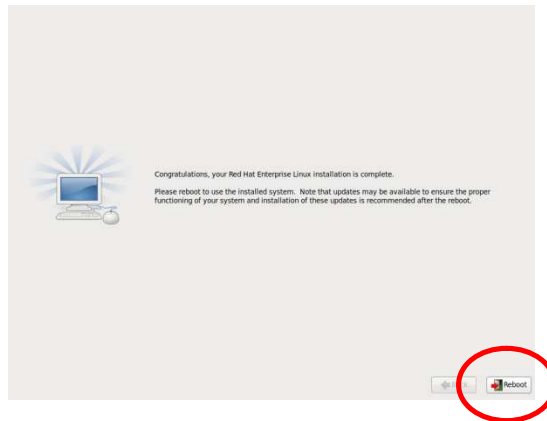 Congratulations, your Red Hat Enterprise Linux installation is complete.
Please reboot to use the installed system.  Note that updates may be available to ensure the proper
functioning of your system and installation of these updates is recommended after the reboot.
Reboot